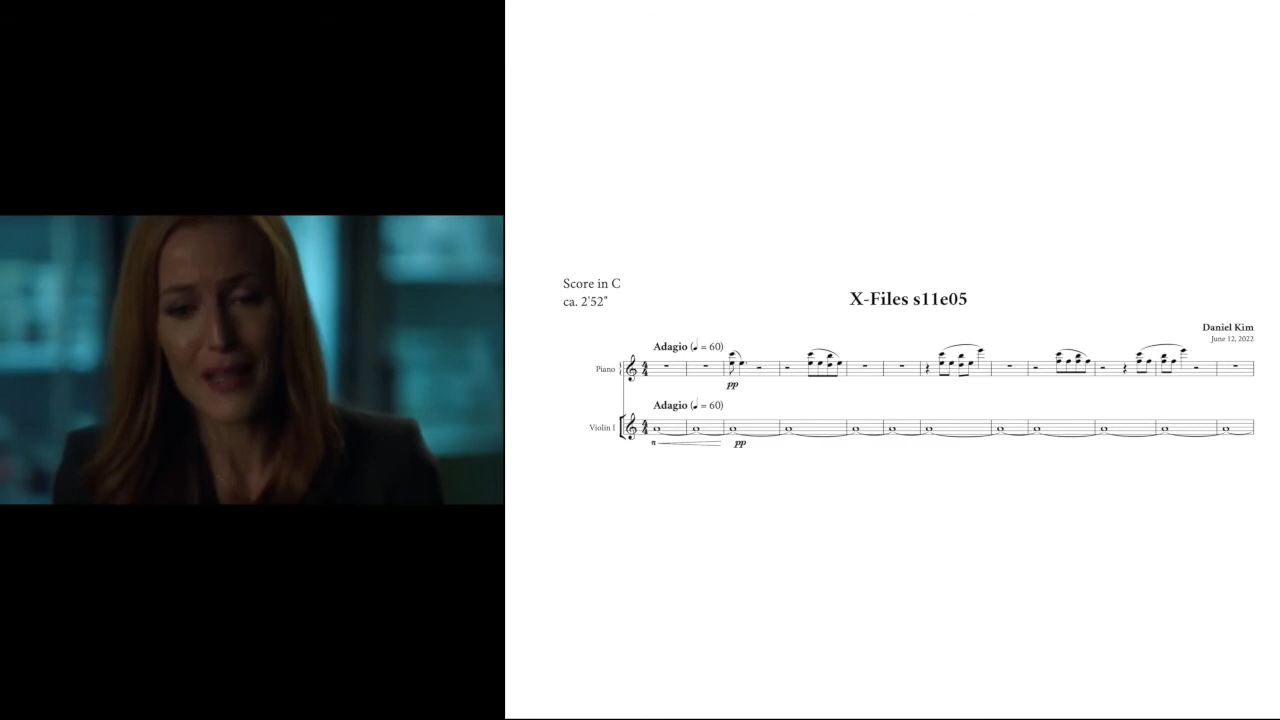 Score in C
ca. 2'52"
X-Files s11e05
Daniel Kim
June 12, 2022
Adagio (♩ = 60)
Piano
pp
Adagio (♩ = 60)
Violin I
n
pp